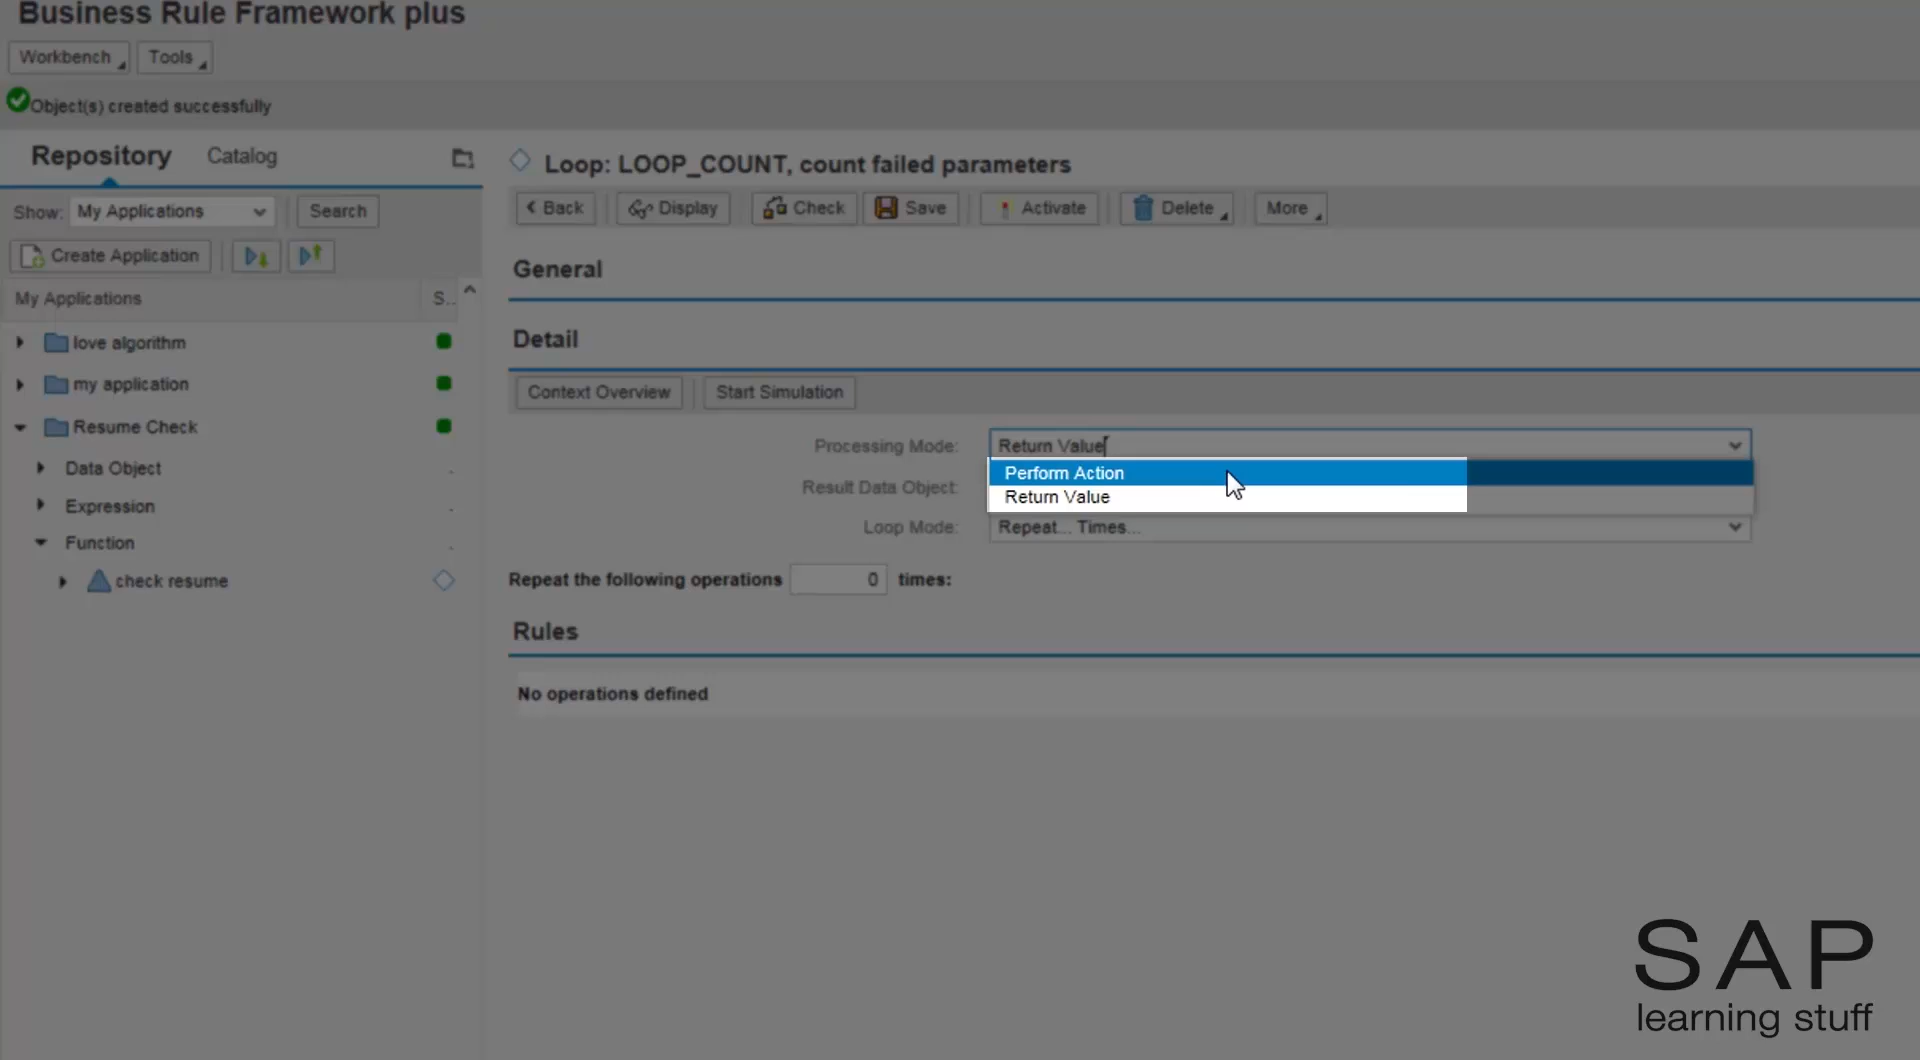 Business Rule Framework plus
Workbench Tools
Object(s) created successfully
Repository Catalog
Show: My Applications Search
Create Application
My Applications S..
love algorithm
my application
Resume Check
Data Object
Expression
Function
check resume
Loop: LOOP_COUNT, count failed parameters
Back Display Check Save Activate Delete More
General
Detail
Context Overview Start Simulation
Processing Mode: Return Value
Perform Action
Result Data Object:
Return Value
Loop Mode: Repeat... Times...
Repeat the following operations 0 times:
Rules
No operations defined
SAP
learning stuff